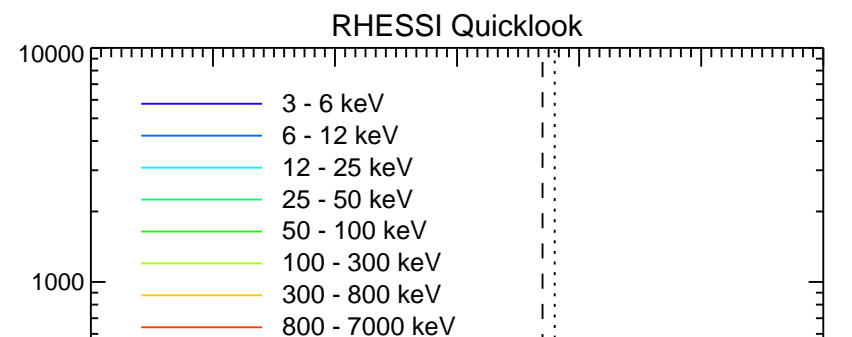 RHESSI Quicklook
10000
3 - 6 keV
6 - 12 keV
12 - 25 keV
25 - 50 keV
50 - 100 keV
100 - 300 keV
1000
300 - 800 keV
800 - 7000 keV